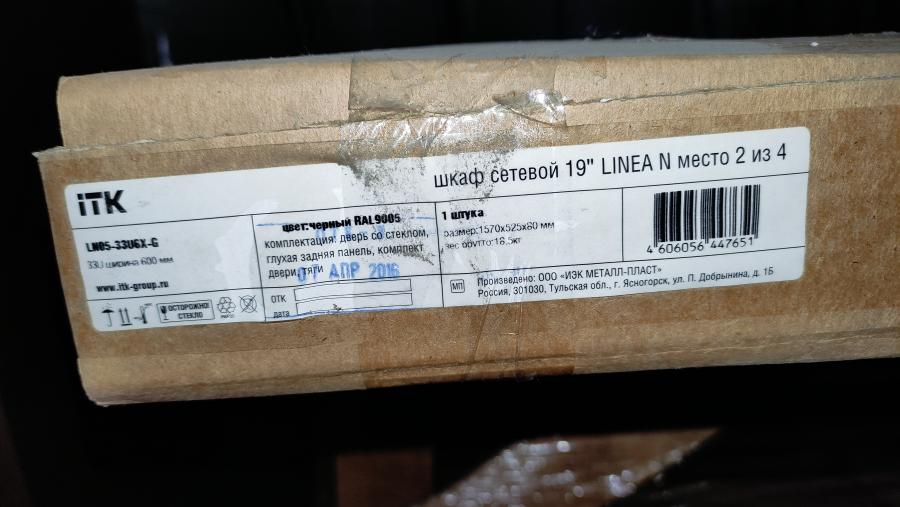 iTK
шкаф сетевой 19" LINEA N место 2 из 4
LN05-33U6X-G
33U ширина 600 мм
www.itk-group.ru
ОСТОРОЖНО!
СТЕКЛО
цвет:черный RAL9005
комплектация: дверь со стеклом,
глухая задняя панель, комплект
двери, тяги
07 АПР 2016
ОТК
дата
1 штука
размер:1570x525x60 мм
вес брутто:18,5кг
4 606056 447651
МП
Произведено: ООО «ИЭК МЕТАЛЛ-ПЛАСТ»
Россия, 301030, Тульская обл., г. Ясногорск, ул. П. Добрынина, д. 1Б